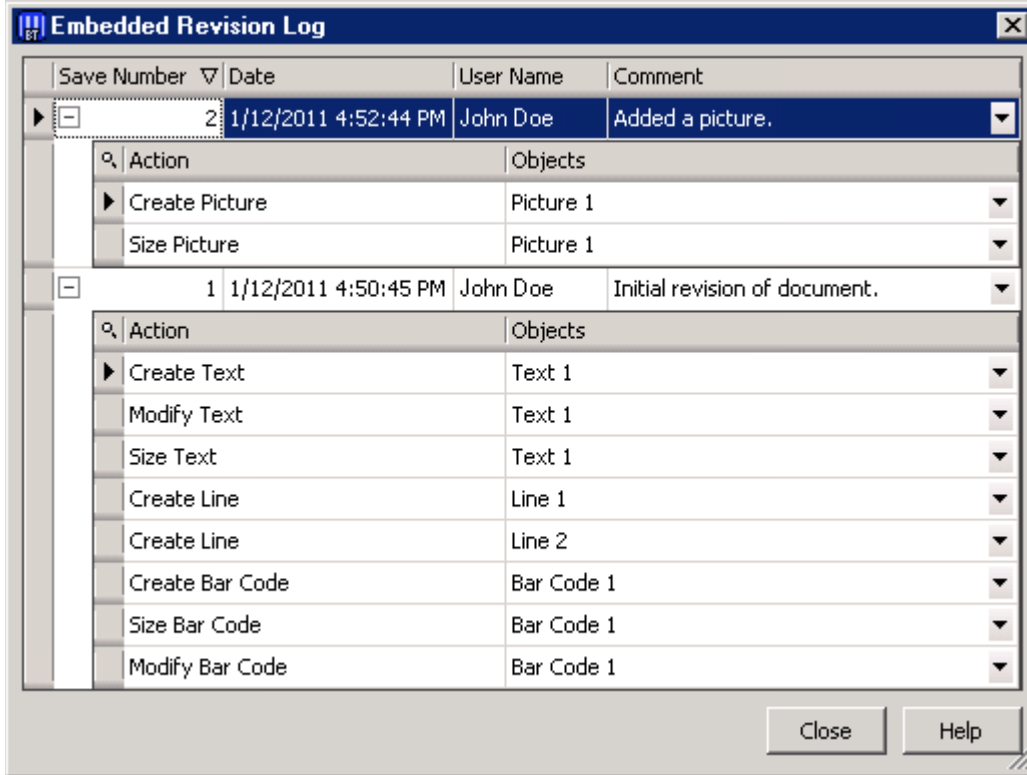 BT Embedded Revision Log
Save Number Date User Name Comment
2 1/12/2011 4:52:44 PM John Doe Added a picture.
Action Objects
Create Picture Picture 1
Size Picture Picture 1
1 1/12/2011 4:50:45 PM John Doe Initial revision of document.
Action Objects
Create Text Text 1
Modify Text Text 1
Size Text Text 1
Create Line Line 1
Create Line Line 2
Create Bar Code Bar Code 1
Size Bar Code Bar Code 1
Modify Bar Code Bar Code 1
Close Help